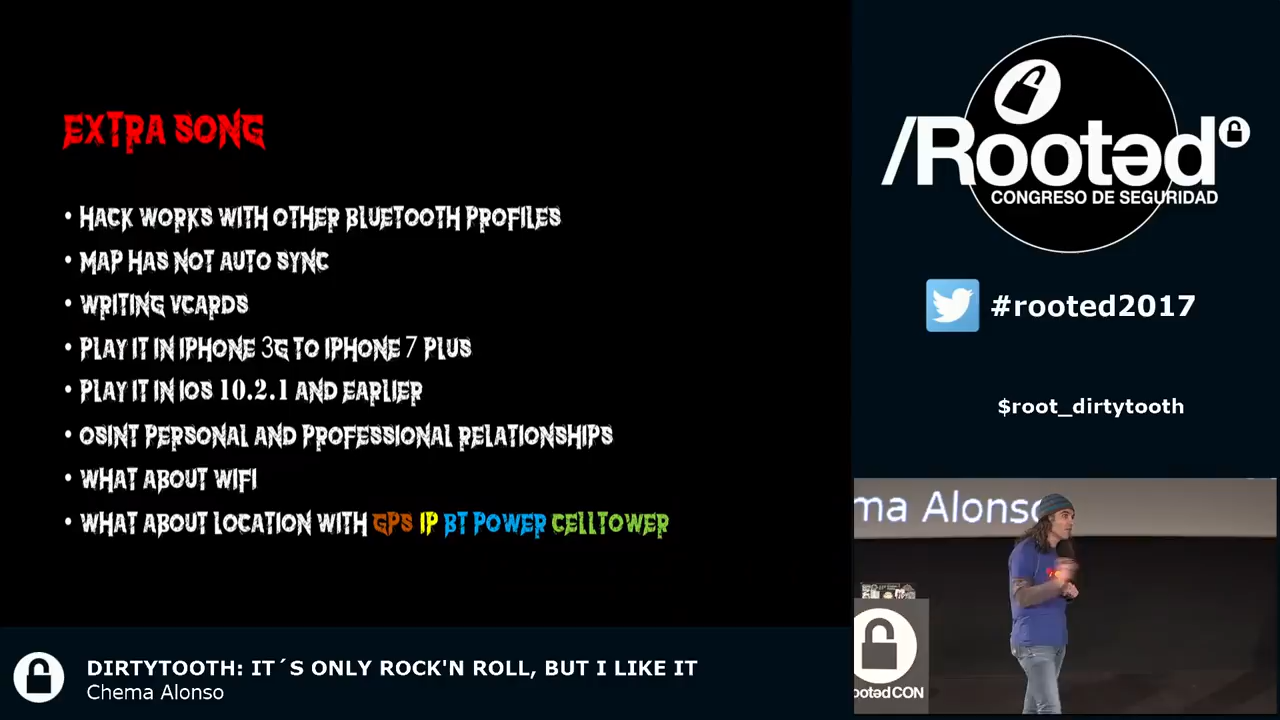 EXTRA SONG
• HACK WORKS WITH OTHER BLUETOOTH PROFILES
• MAP HAS NOT AUTO SYNC
• WRITING VCARDS
• PLAY IT IN IPHONE 3G TO IPHONE 7 PLUS
• PLAY IT IN IOS 10.2.1 AND EARLIER
• OSINT PERSONAL AND PROFESSIONAL RELATIONSHIPS
• WHAT ABOUT WIFI
• WHAT ABOUT LOCATION WITH GPS IP BT POWER CELLTOWER
/Rootəd
CONGRESO DE SEGURIDAD
#rooted2017
$root_dirtytooth
ma Alonso
ootədCON
DIRTYTOOTH: IT´S ONLY ROCK'N ROLL, BUT I LIKE IT
Chema Alonso